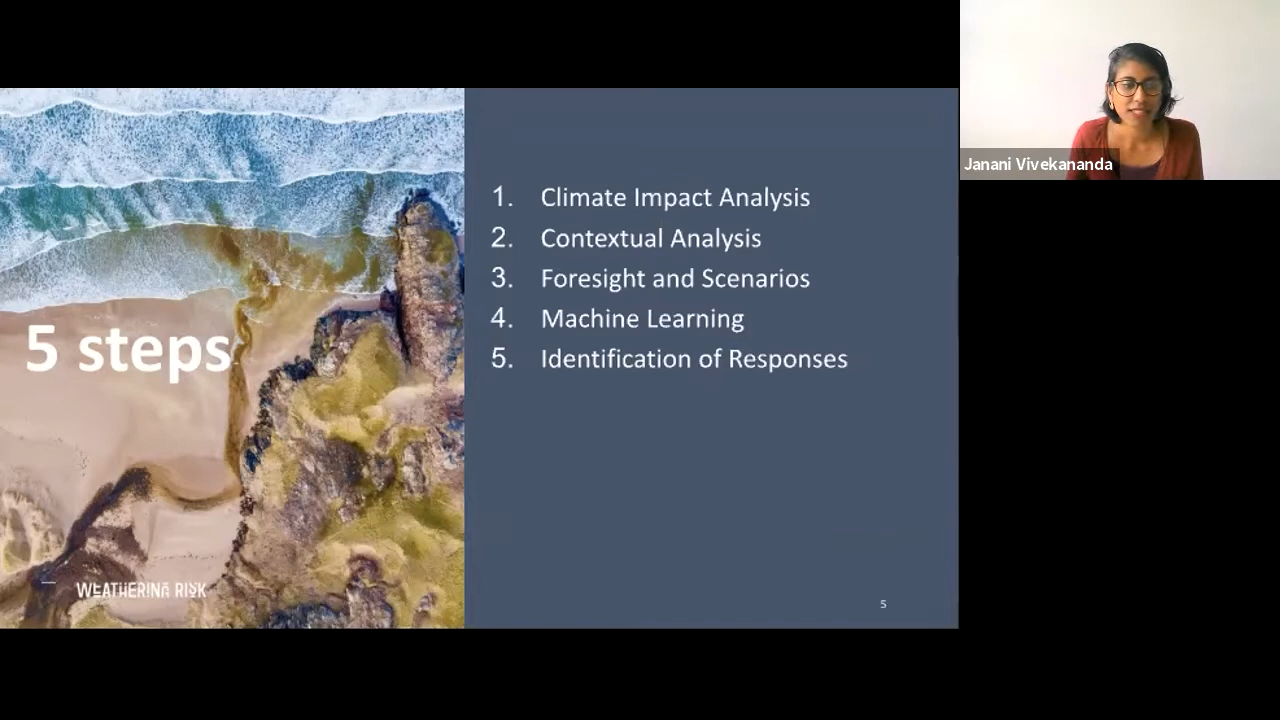 5 steps
WEATHERING RISK
1. Climate Impact Analysis
2. Contextual Analysis
3. Foresight and Scenarios
4. Machine Learning
5. Identification of Responses
5
Janani Vivekananda